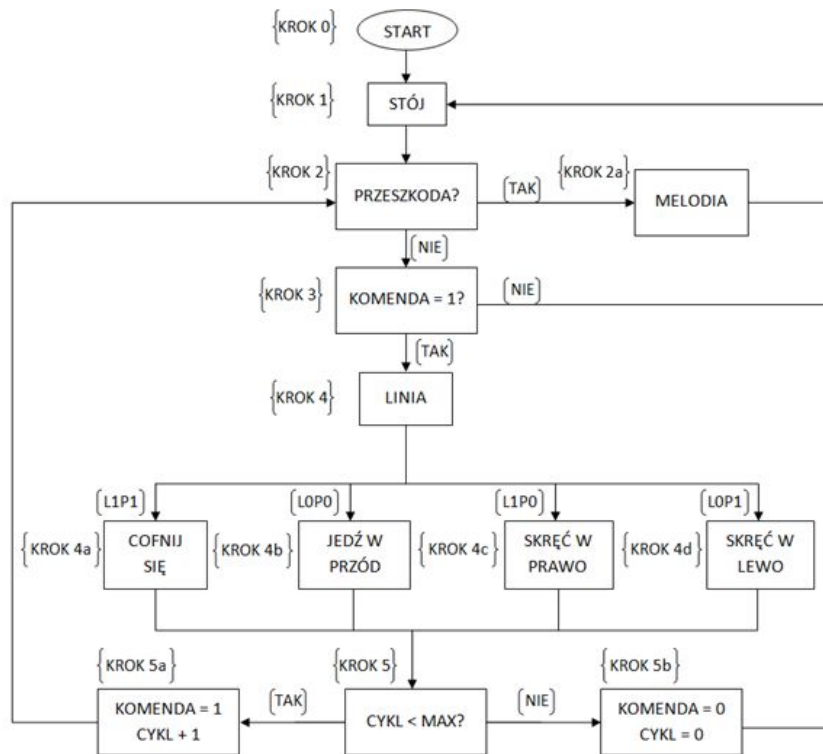 {KROK 0}
START
{KROK 1}
STÓJ
{KROK 2}
PRZESZKODA?
[TAK]
{KROK 2a}
MELODIA
[NIE]
{KROK 3}
KOMENDA = 1?
[NIE]
[TAK]
{KROK 4}
LINIA
[L1P1]
[L0P0]
[L1P0]
[L0P1]
{KROK 4a}
COFNIJ
SIĘ
{KROK 4b}
JEDŹ W
PRZÓD
{KROK 4c}
SKRĘĆ W
PRAWO
{KROK 4d}
SKRĘĆ W
LEWO
{KROK 5a}
KOMENDA = 1
CYKL + 1
[TAK]
{KROK 5}
CYKL < MAX?
[NIE]
{KROK 5b}
KOMENDA = 0
CYKL = 0